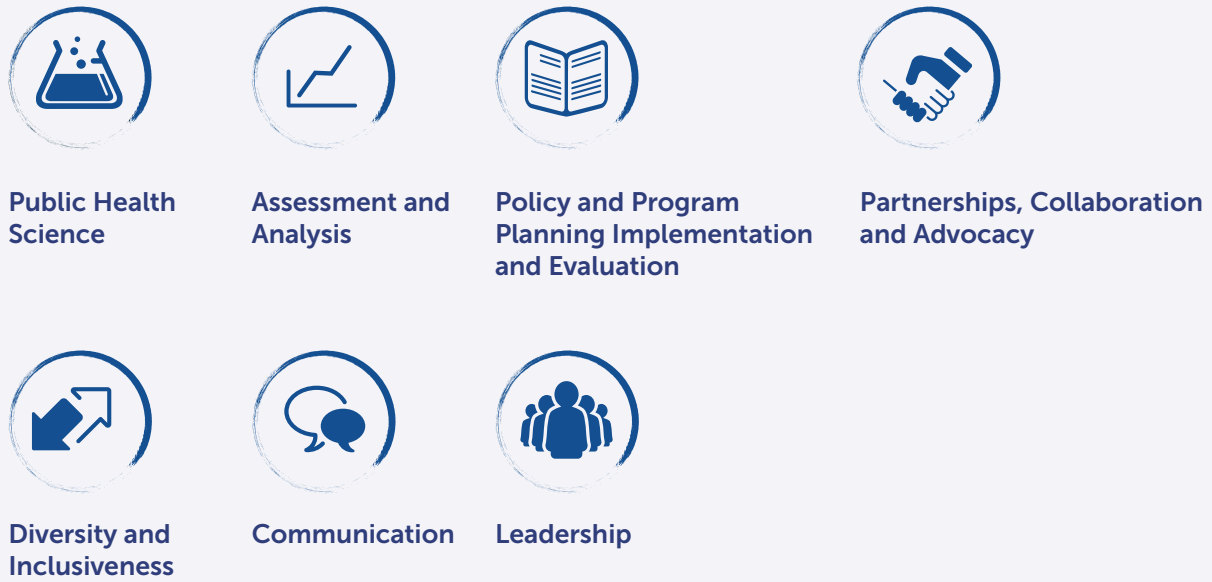 Public Health
Science
Assessment and
Analysis
Policy and Program
Planning Implementation
and Evaluation
Partnerships, Collaboration
and Advocacy
Diversity and
Inclusiveness
Communication
Leadership